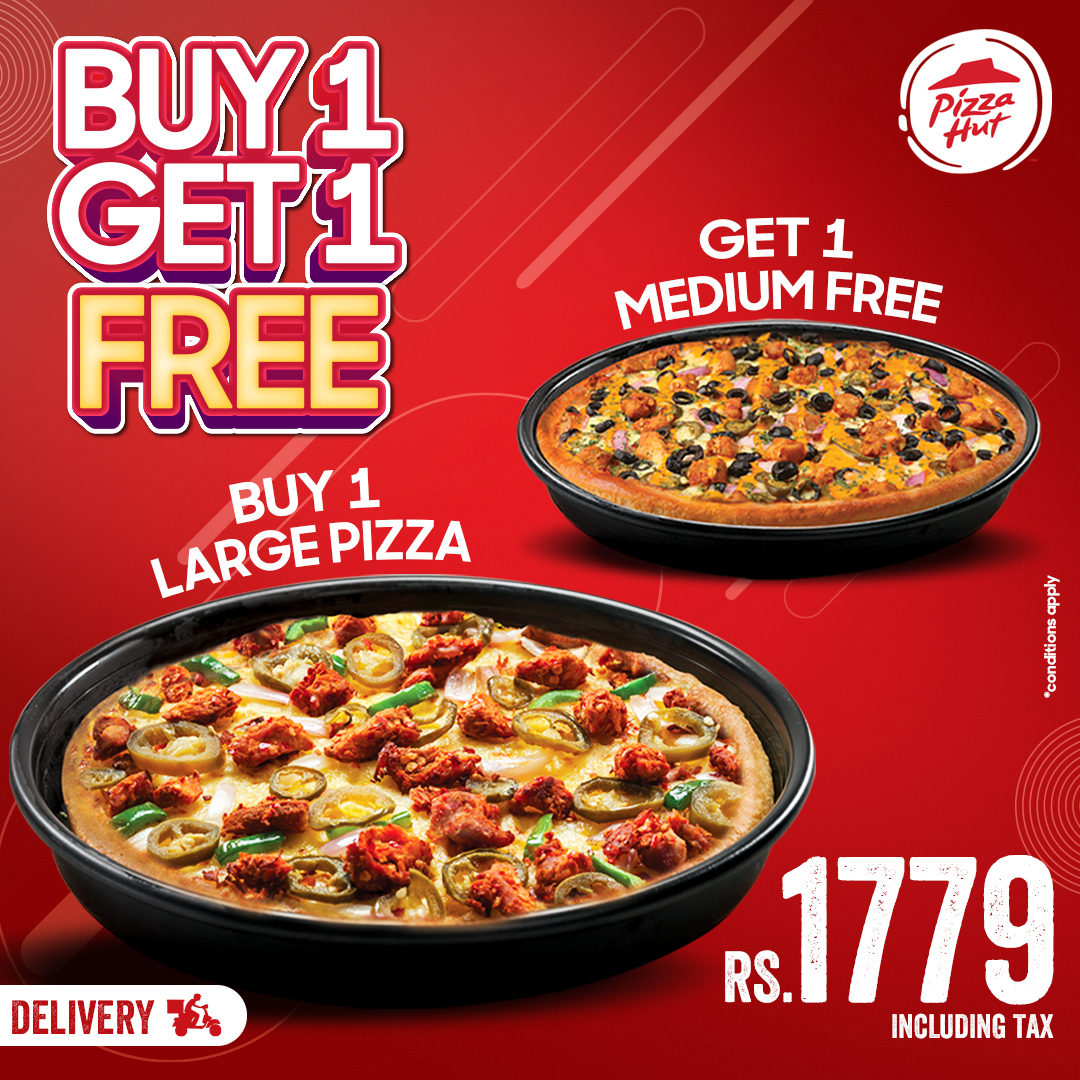 BUY 1
GET 1
FREE
Pizza
Hut
GET 1
MEDIUM FREE
BUY 1
LARGE PIZZA
*conditions apply
RS.1779
INCLUDING TAX
DELIVERY